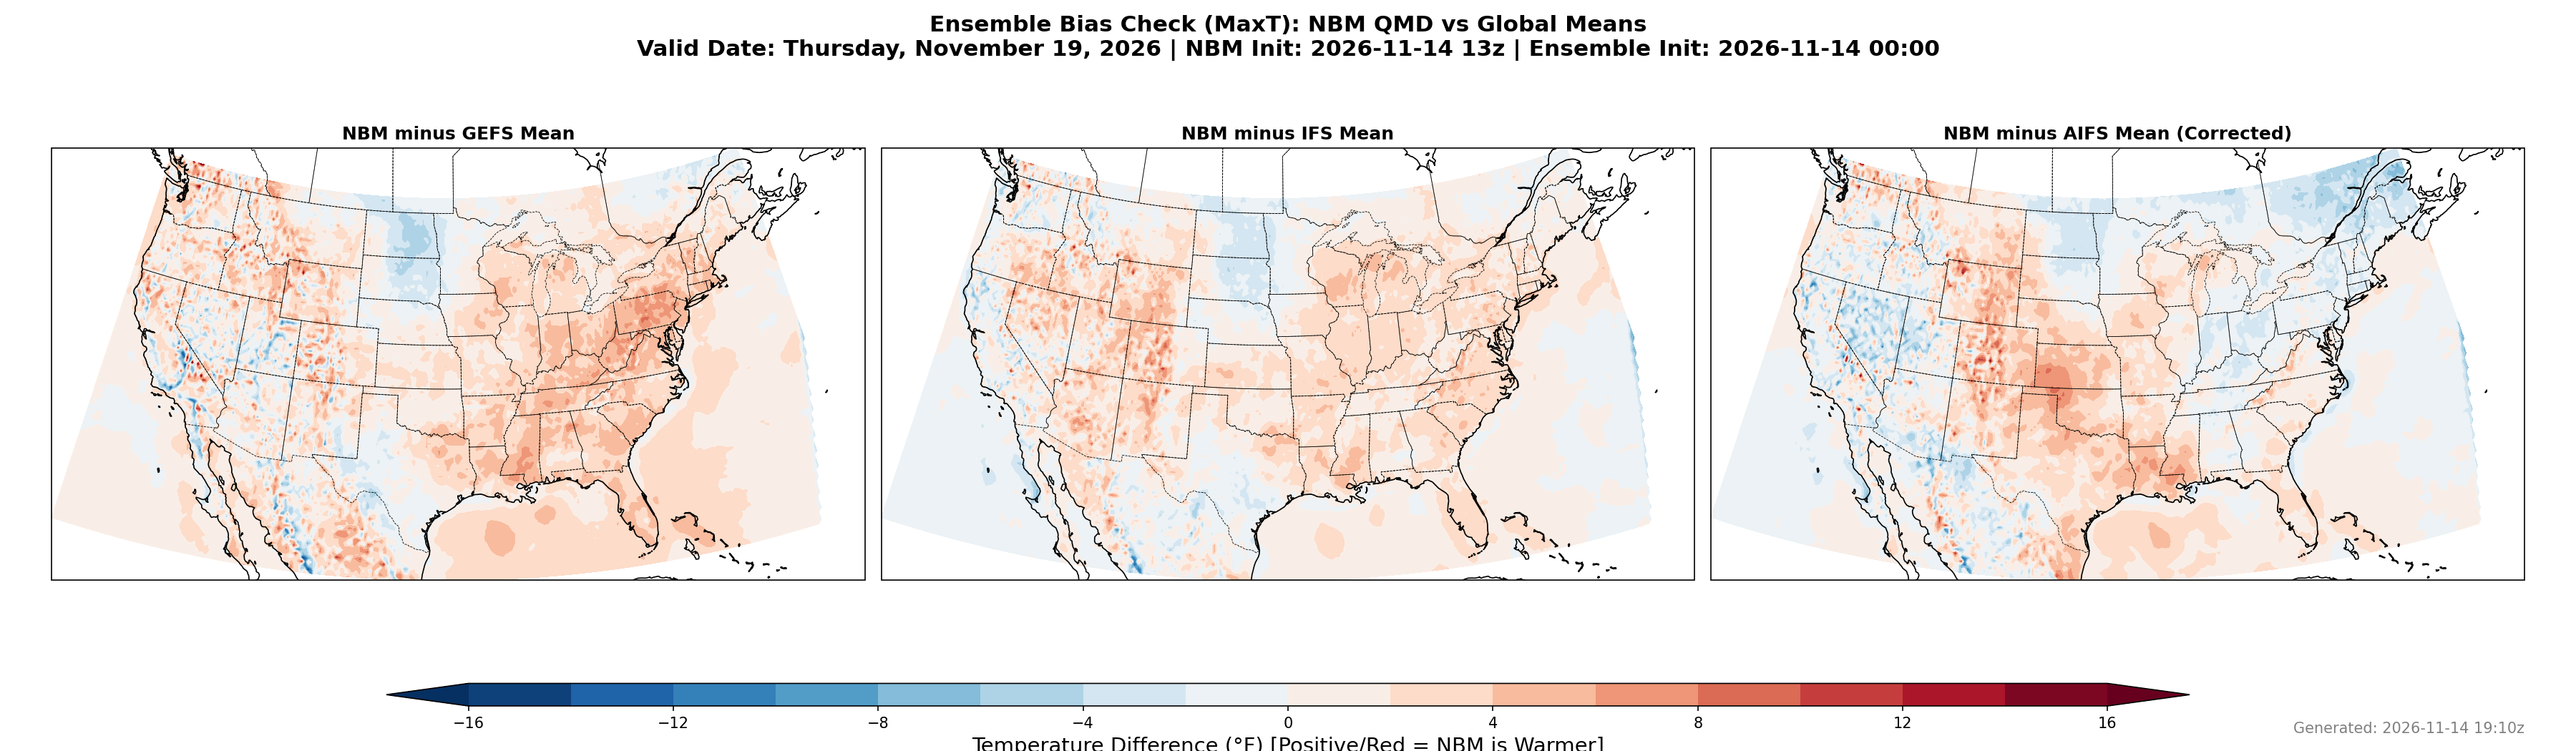 Ensemble Bias Check (MaxT): NBM QMD vs Global Means
Valid Date: Thursday, November 19, 2026 | NBM Init: 2026-11-14 13z | Ensemble Init: 2026-11-14 00:00
NBM minus GEFS Mean
NBM minus IFS Mean
NBM minus AIFS Mean (Corrected)
−16 −12 −8 −4 0 4 8 12 16
Generated: 2026-11-14 19:10z
Temperature Difference (°F) [Positive/Red = NBM is Warmer]